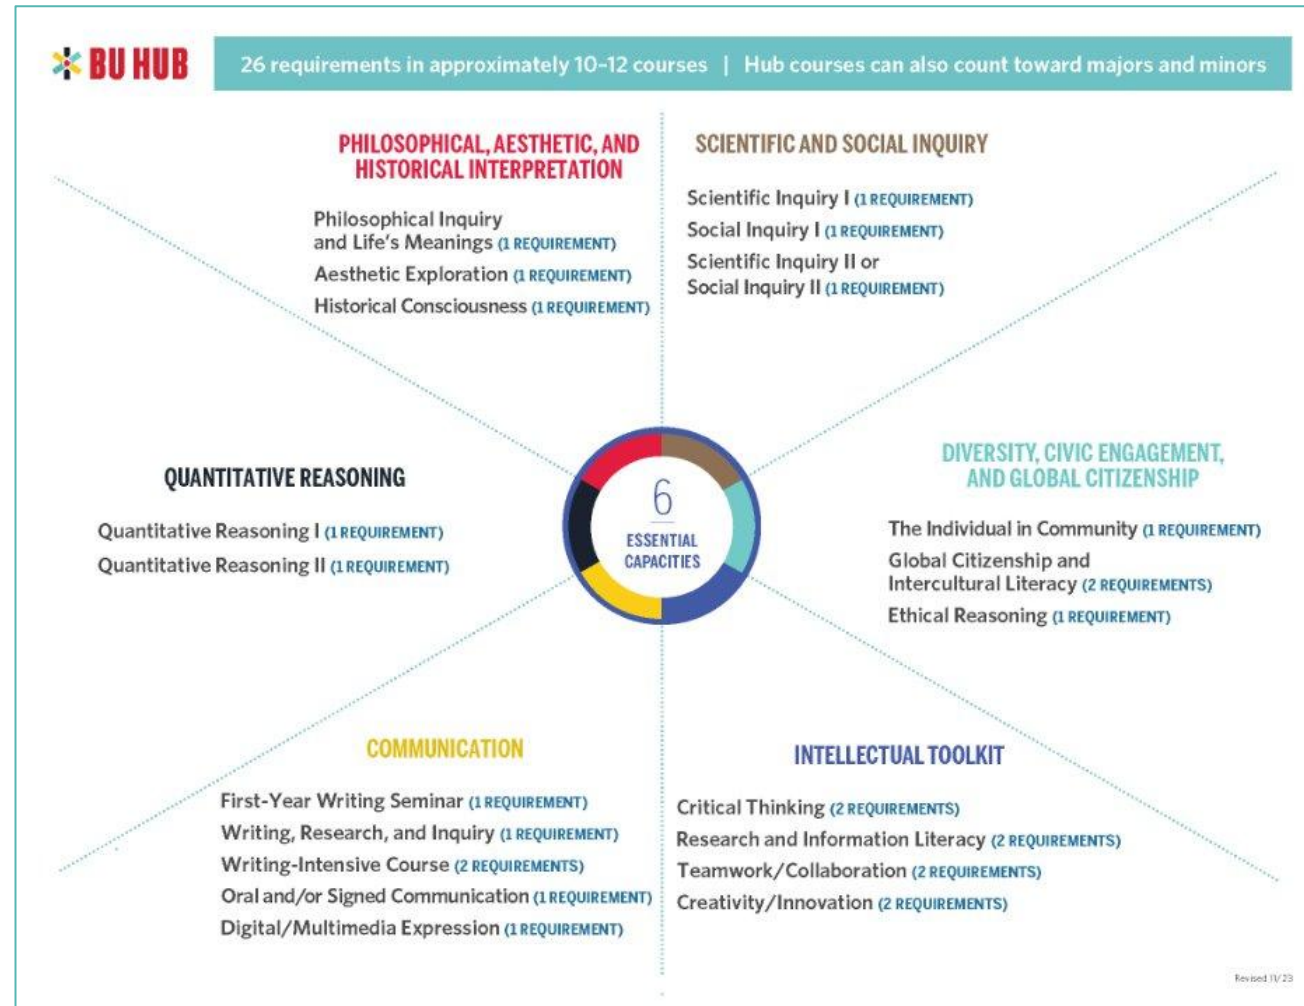 BU HUB
26 requirements in approximately 10–12 courses | Hub courses can also count toward majors and minors
PHILOSOPHICAL, AESTHETIC, AND
HISTORICAL INTERPRETATION
Philosophical Inquiry
and Life's Meanings (1 REQUIREMENT)
Aesthetic Exploration (1 REQUIREMENT)
Historical Consciousness (1 REQUIREMENT)
SCIENTIFIC AND SOCIAL INQUIRY
Scientific Inquiry I (1 REQUIREMENT)
Social Inquiry I (1 REQUIREMENT)
Scientific Inquiry II or
Social Inquiry II (1 REQUIREMENT)
QUANTITATIVE REASONING
Quantitative Reasoning I (1 REQUIREMENT)
Quantitative Reasoning II (1 REQUIREMENT)
6
ESSENTIAL
CAPACITIES
DIVERSITY, CIVIC ENGAGEMENT,
AND GLOBAL CITIZENSHIP
The Individual in Community (1 REQUIREMENT)
Global Citizenship and
Intercultural Literacy (2 REQUIREMENTS)
Ethical Reasoning (1 REQUIREMENT)
COMMUNICATION
First-Year Writing Seminar (1 REQUIREMENT)
Writing, Research, and Inquiry (1 REQUIREMENT)
Writing-Intensive Course (2 REQUIREMENTS)
Oral and/or Signed Communication (1 REQUIREMENT)
Digital/Multimedia Expression (1 REQUIREMENT)
INTELLECTUAL TOOLKIT
Critical Thinking (2 REQUIREMENTS)
Research and Information Literacy (2 REQUIREMENTS)
Teamwork/Collaboration (2 REQUIREMENTS)
Creativity/Innovation (2 REQUIREMENTS)
Revised 11/23